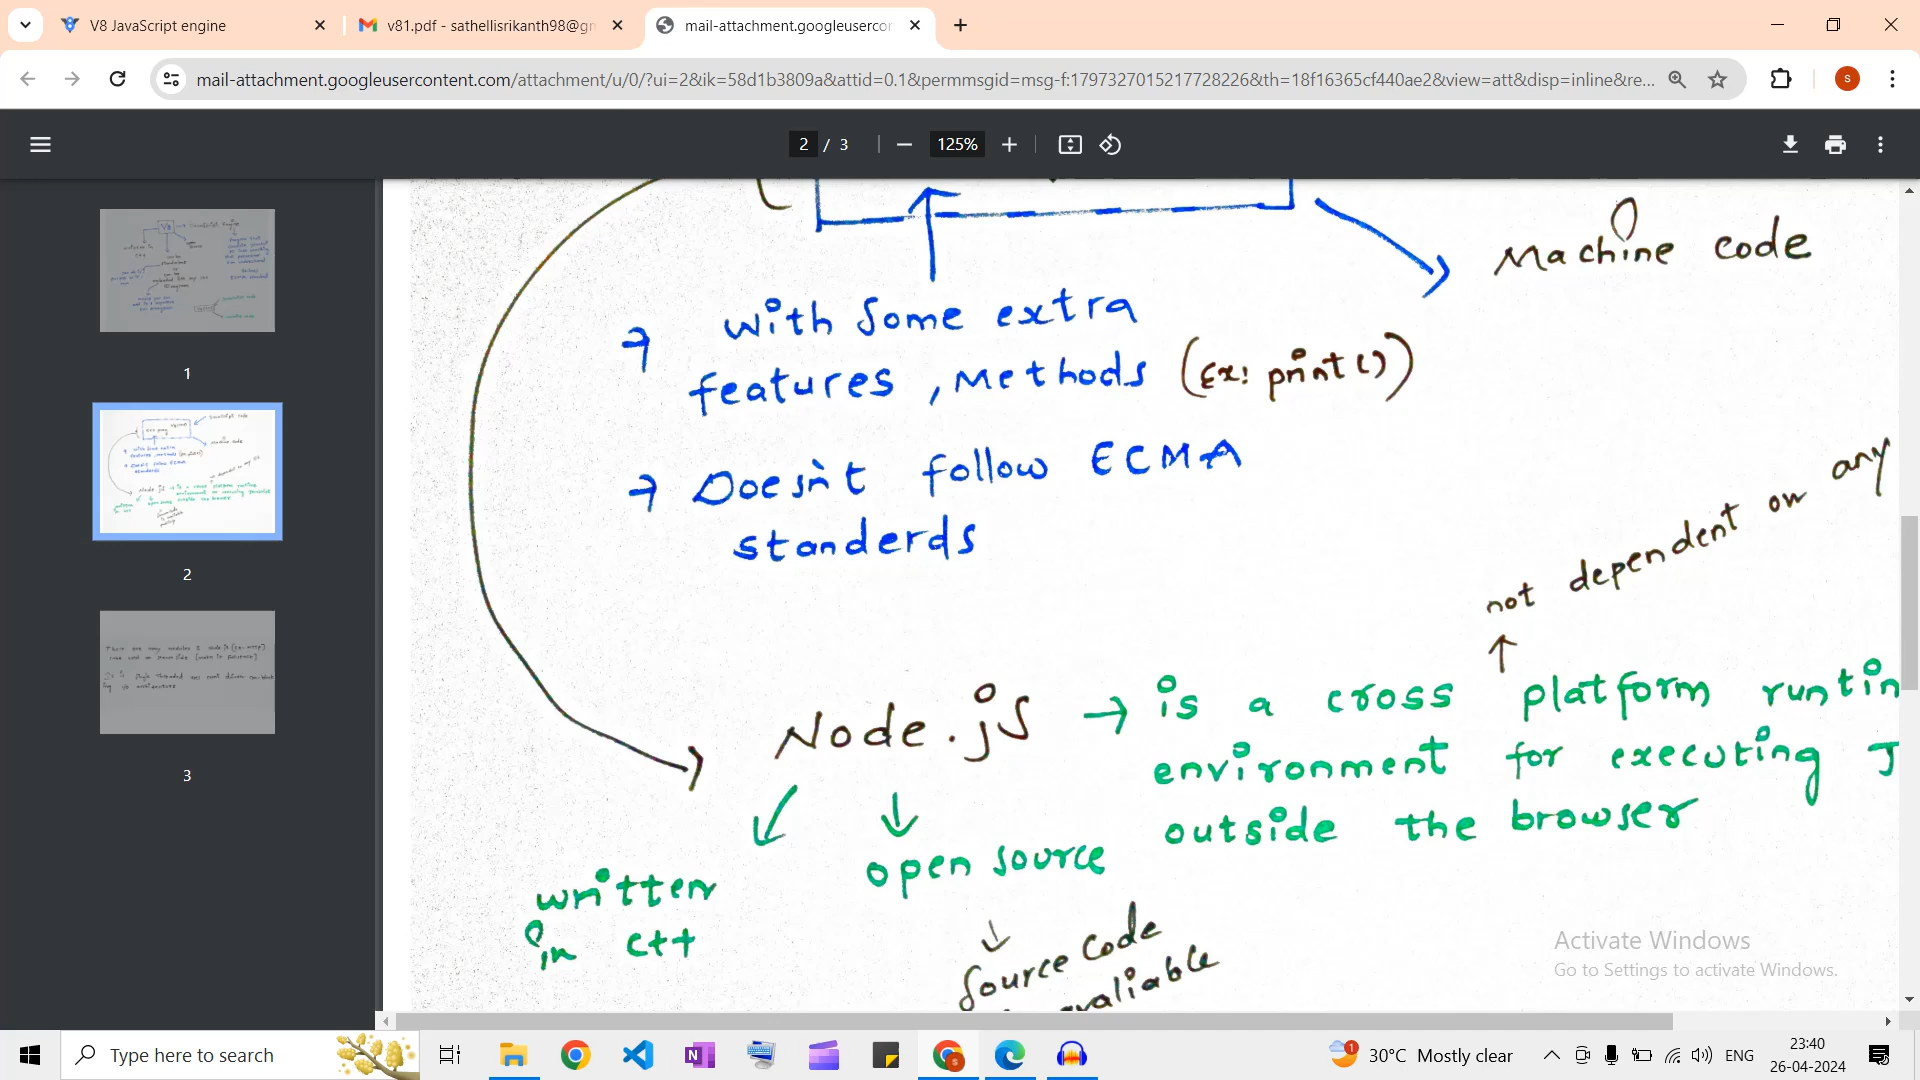 V8 JavaScript engine
v81.pdf - sathellisrikanth98@gm
mail-attachment.googleusercon
mail-attachment.googleusercontent.com/attachment/u/0/?ui=2&ik=58d1b3809a&attid=0.1&permmsgid=msg-f:1797327015217728226&th=18f16365cf440ae2&view=att&disp=inline&re...
S
2 / 3
125%
Machine code
→ with some extra
features, Methods (Ex: print())
→ Doesn't follow ECMA
standerds
not dependent on any
Node.js → is a cross platform runtin
environment for executing J
outside the browser
written
in C++
open source
Source code
avaliable
1
2
3
Activate Windows
Go to Settings to activate Windows.
Type here to search
1
30°C Mostly clear
ENG
23:40
26-04-2024